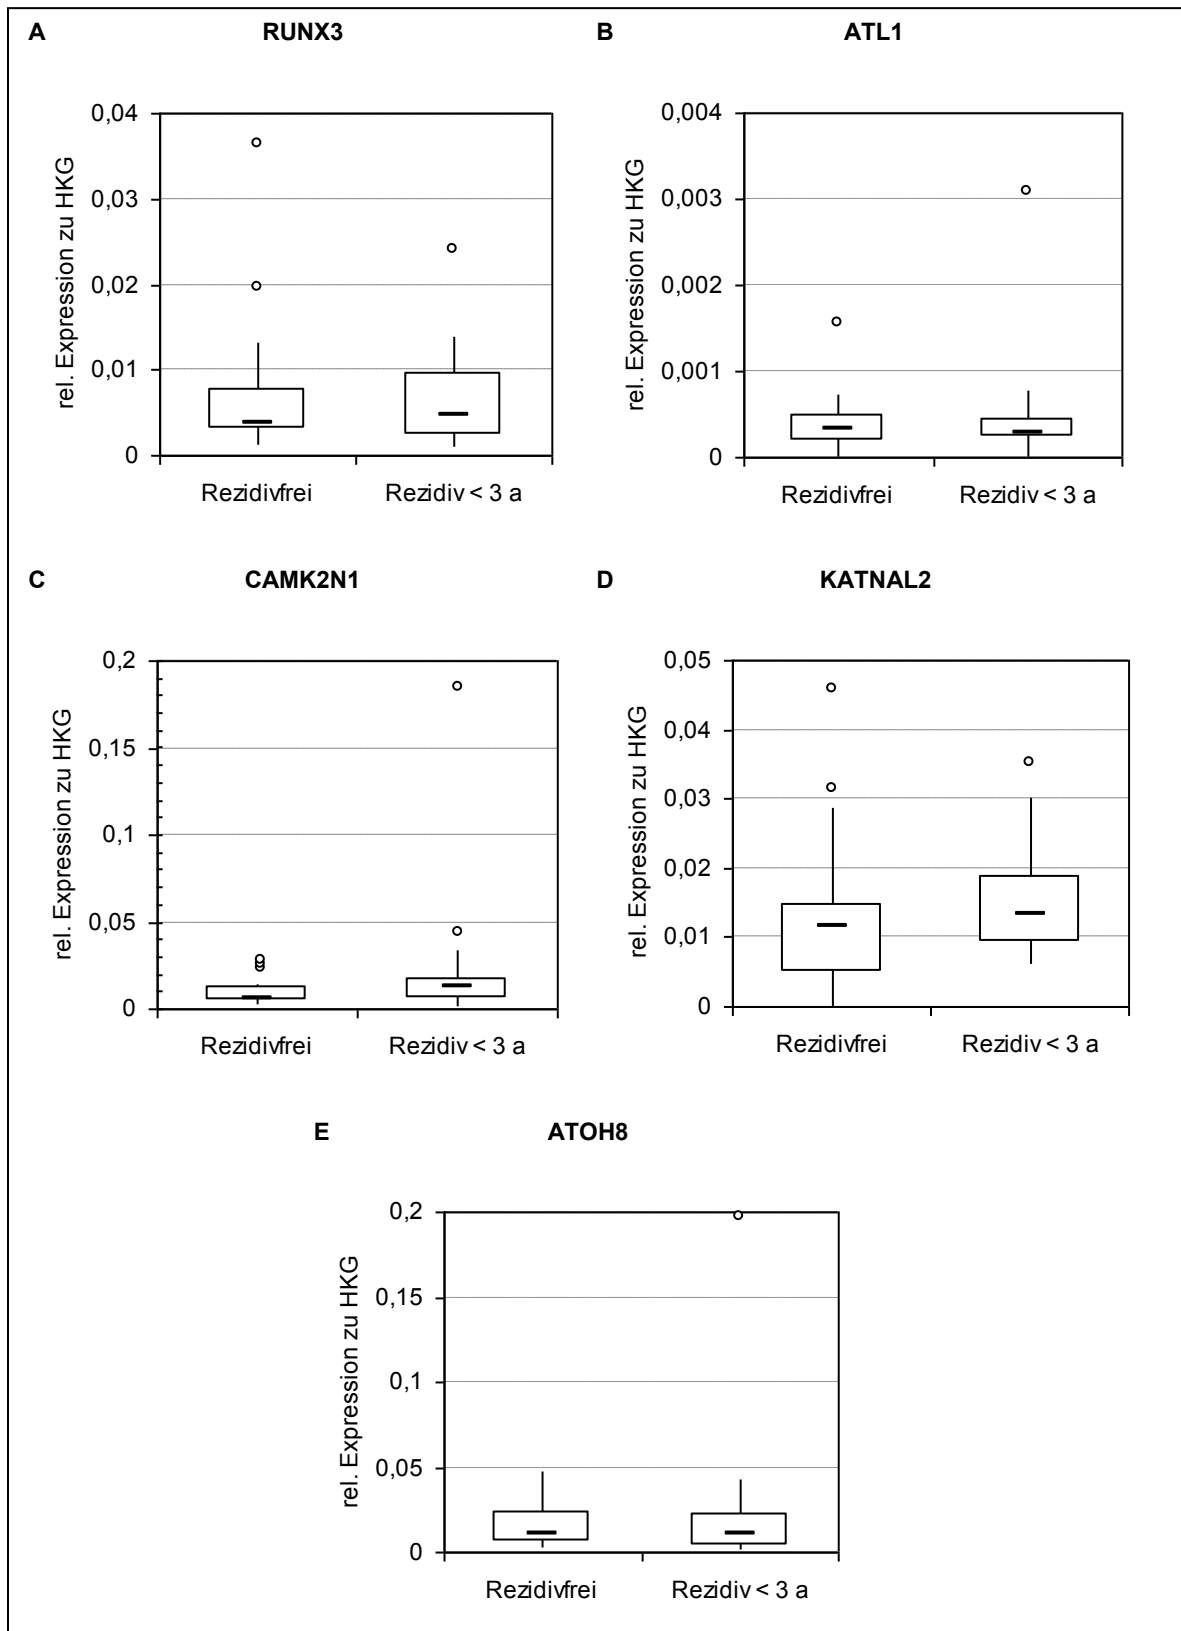 A RUNX3 B ATL1
rel. Expression zu HKG
0,04
0,03
0,02
0,01
0
Rezidivfrei Rezidiv < 3 a
rel. Expression zu HKG
0,004
0,003
0,002
0,001
0
Rezidivfrei Rezidiv < 3 a
C CAMK2N1 D KATNAL2
rel. Expression zu HKG
0,2
0,15
0,1
0,05
0
Rezidivfrei Rezidiv < 3 a
rel. Expression zu HKG
0,05
0,04
0,03
0,02
0,01
0
Rezidivfrei Rezidiv < 3 a
E ATOH8
rel. Expression zu HKG
0,2
0,15
0,1
0,05
0
Rezidivfrei Rezidiv < 3 a